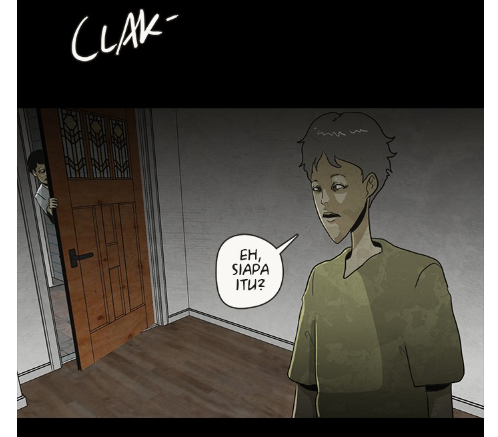 CLAK-
EH,
SIAPA
ITU?